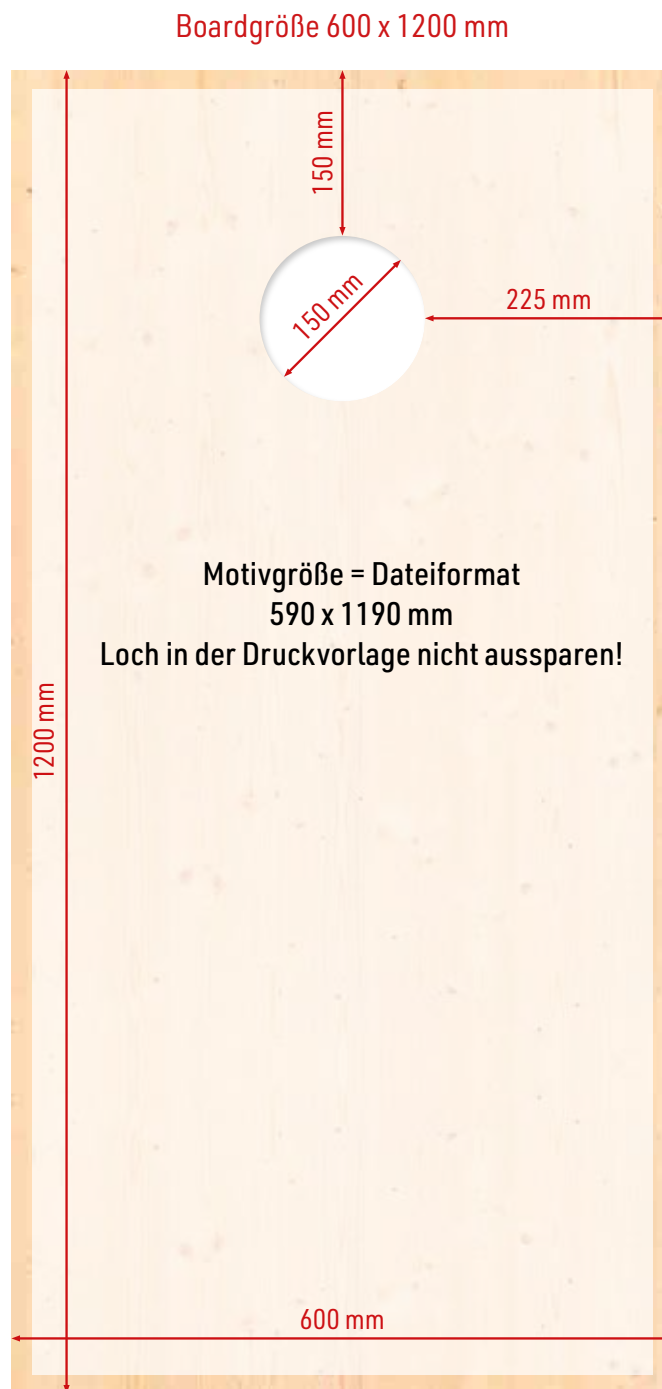 Boardgröße 600 x 1200 mm
150 mm
150 mm
225 mm
Motivgröße = Dateiformat
590 x 1190 mm
Loch in der Druckvorlage nicht aussparen!
1200 mm
600 mm